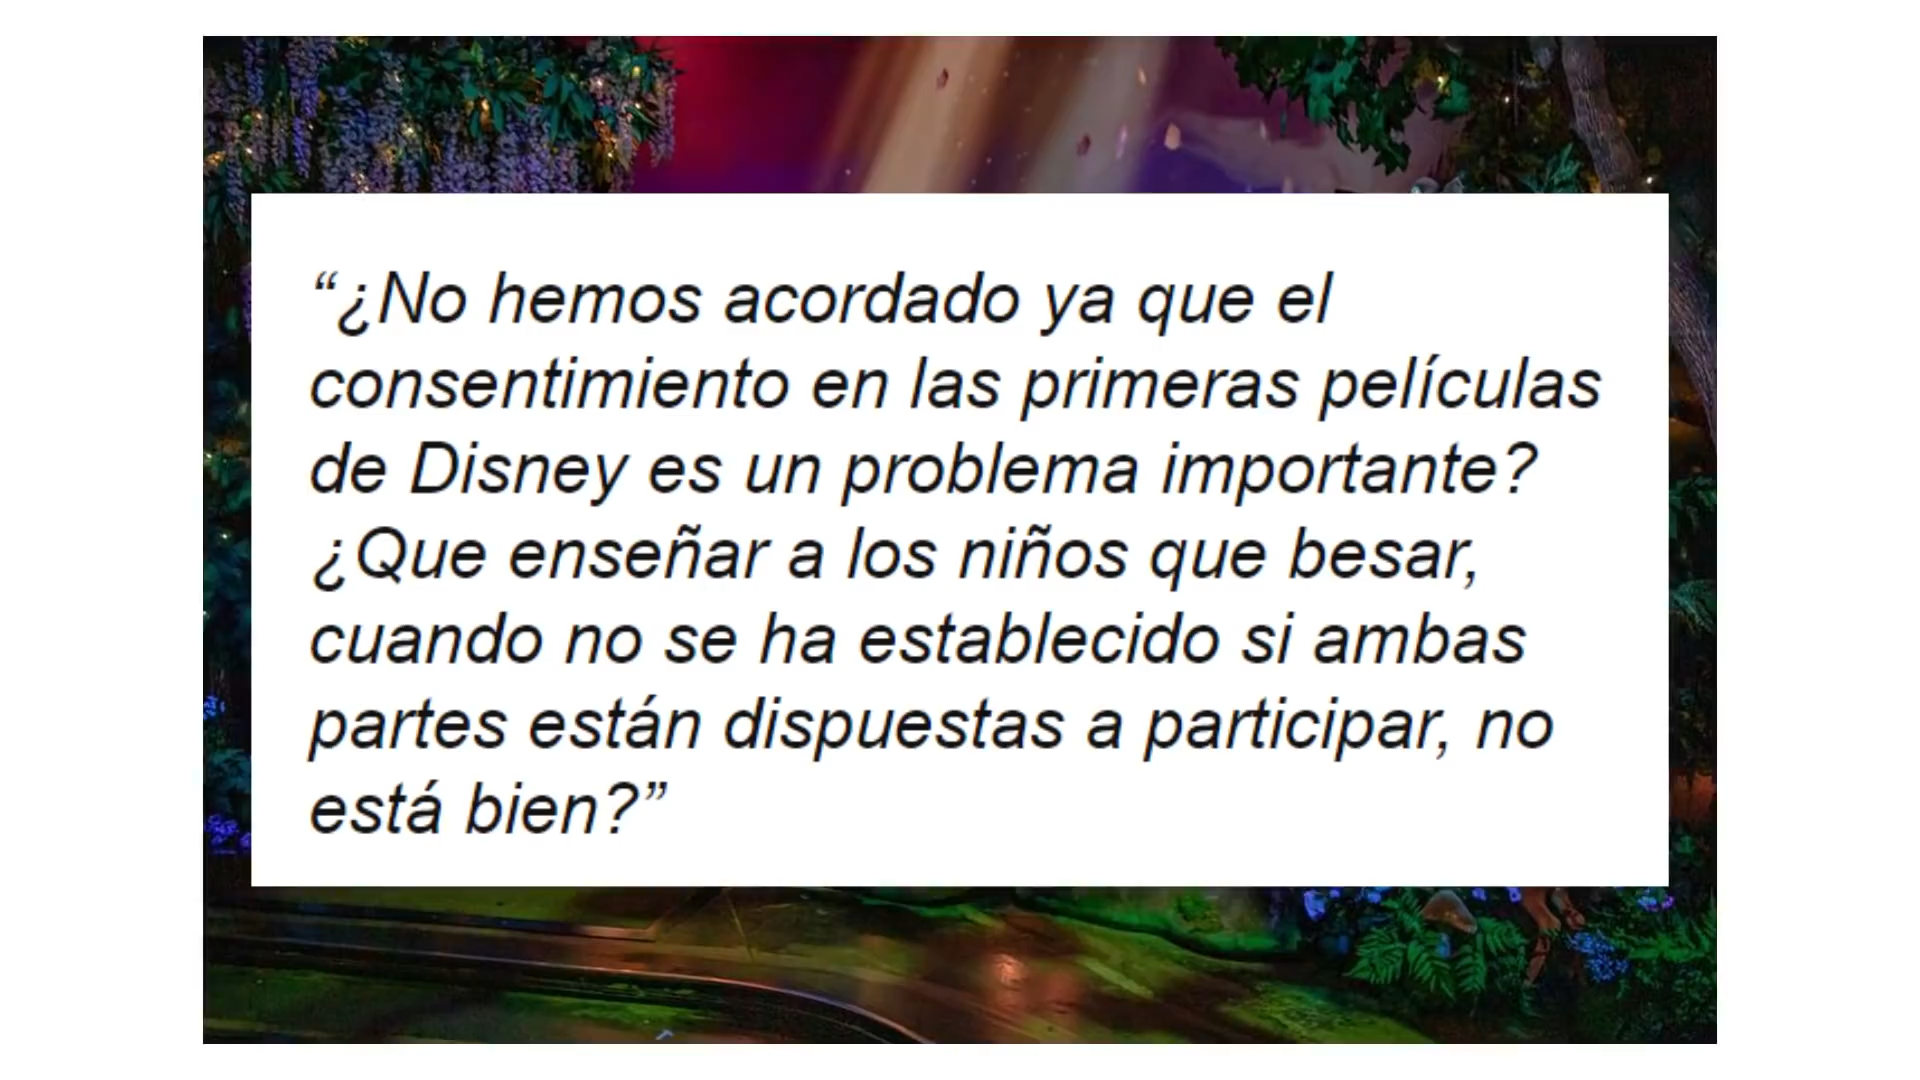 “¿No hemos acordado ya que el
consentimiento en las primeras películas
de Disney es un problema importante?
¿Que enseñar a los niños que besar,
cuando no se ha establecido si ambas
partes están dispuestas a participar, no
está bien?”